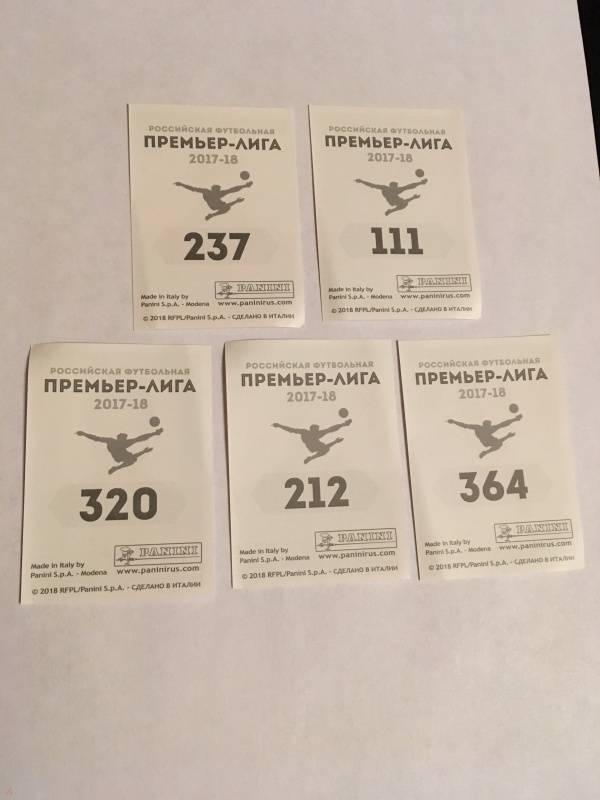 РОССИЙСКАЯ ФУТБОЛЬНАЯ
ПРЕМЬЕР-ЛИГА
2017-18
237
Made in Italy by
Panini S.p.A. - Modena
PANINI
www.paninirus.com
© 2018 RFPL/Panini S.p.A. - СДЕЛАНО В ИТАЛИИ
РОССИЙСКАЯ ФУТБОЛЬНАЯ
ПРЕМЬЕР-ЛИГА
2017-18
111
Made in Italy by
Panini S.p.A. - Modena
PANINI
www.paninirus.com
© 2018 RFPL/Panini S.p.A. - СДЕЛАНО В ИТАЛИИ
РОССИЙСКАЯ ФУТБОЛЬНАЯ
ПРЕМЬЕР-ЛИГА
2017-18
320
Made in Italy by
Panini S.p.A. - Modena
PANINI
www.paninirus.com
© 2018 RFPL/Panini S.p.A. - СДЕЛАНО В ИТАЛИИ
РОССИЙСКАЯ ФУТБОЛЬНАЯ
ПРЕМЬЕР-ЛИГА
2017-18
212
Made in Italy by
Panini S.p.A. - Modena
PANINI
www.paninirus.com
© 2018 RFPL/Panini S.p.A. - СДЕЛАНО В ИТАЛИИ
РОССИЙСКАЯ ФУТБОЛЬНАЯ
ПРЕМЬЕР-ЛИГА
2017-18
364
Made in Italy by
Panini S.p.A. - Modena
PANINI
www.paninirus.com
© 2018 RFPL/Panini S.p.A. - СДЕЛАНО В ИТАЛИИ